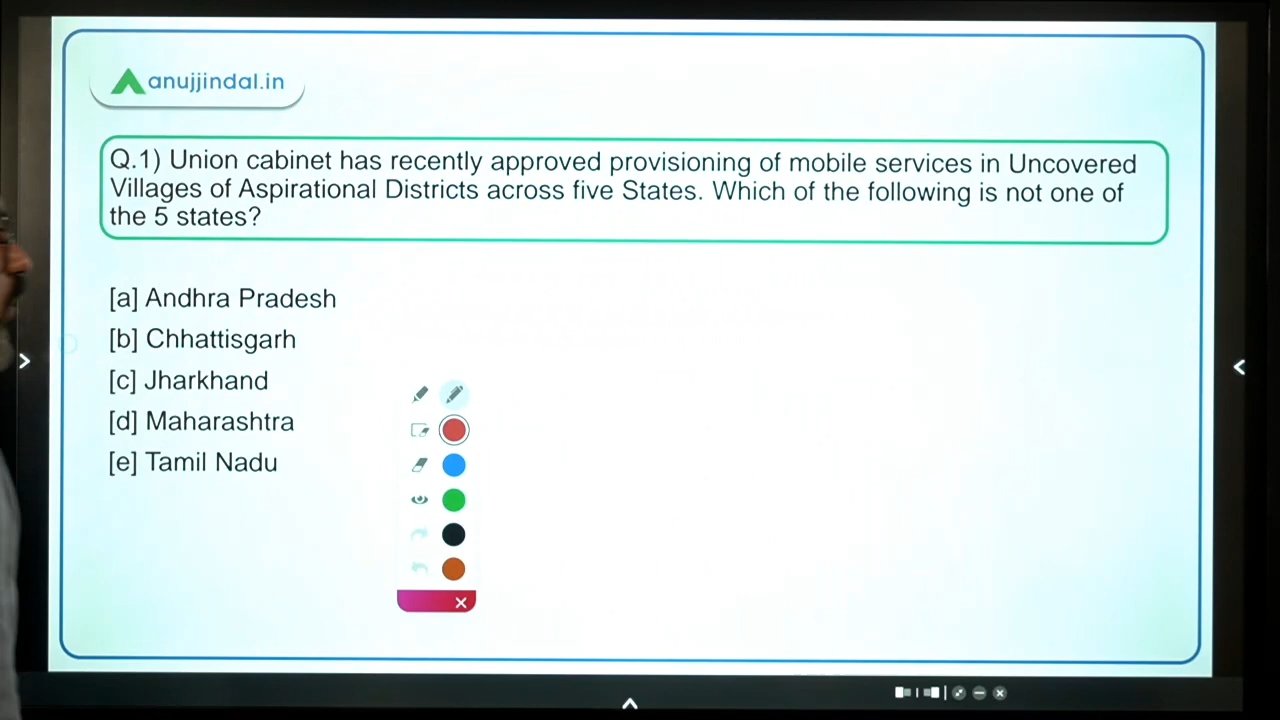 anujjindal.in
Q.1) Union cabinet has recently approved provisioning of mobile services in Uncovered
Villages of Aspirational Districts across five States. Which of the following is not one of
the 5 states?
[a] Andhra Pradesh
[b] Chhattisgarh
[c] Jharkhand
[d] Maharashtra
[e] Tamil Nadu